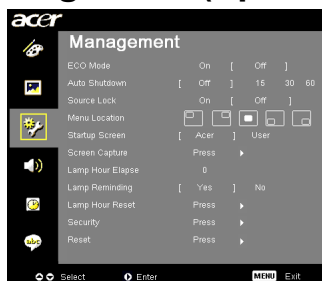 acer
Management
ECO Mode On [ Off ]
Auto Shutdown [ Off ] 15 30 60
Source Lock On [ Off ]
Menu Location
Startup Screen [ Acer ] User
Screen Capture Press
Lamp Hour Elapse 0
Lamp Reminding [ Yes ] No
Lamp Hour Reset Press
Security Press
Reset Press
abc
Select Enter MENU Exit